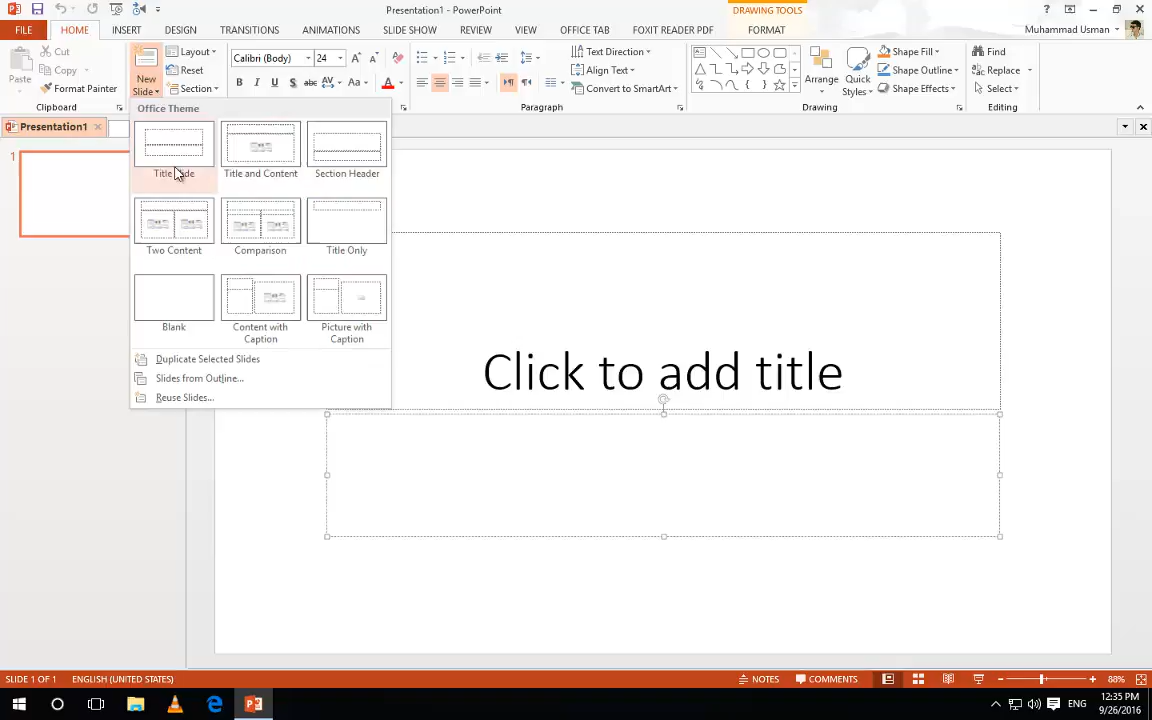 Presentation1 - PowerPoint
DRAWING TOOLS
?
FILE
HOME
INSERT
DESIGN
TRANSITIONS
ANIMATIONS
SLIDE SHOW
REVIEW
VIEW
OFFICE TAB
FOXIT READER PDF
FORMAT
Muhammad Usman
Paste
Cut
Copy
Format Painter
Clipboard
New
Slide
Layout
Reset
Section
Calibri (Body)
24
B I U S abc AV Aa A
Text Direction
Align Text
Convert to SmartArt
Paragraph
Arrange
Quick
Styles
Shape Fill
Shape Outline
Shape Effects
Drawing
Find
Replace
Select
Editing
Presentation1
1
Office Theme
Title and Content
Section Header
Two Content
Comparison
Title Only
Blank
Content with
Caption
Picture with
Caption
Duplicate Selected Slides
Slides from Outline...
Reuse Slides...
Click to add title
SLIDE 1 OF 1
ENGLISH (UNITED STATES)
NOTES
COMMENTS
88%
ENG
12:35 PM
9/26/2016